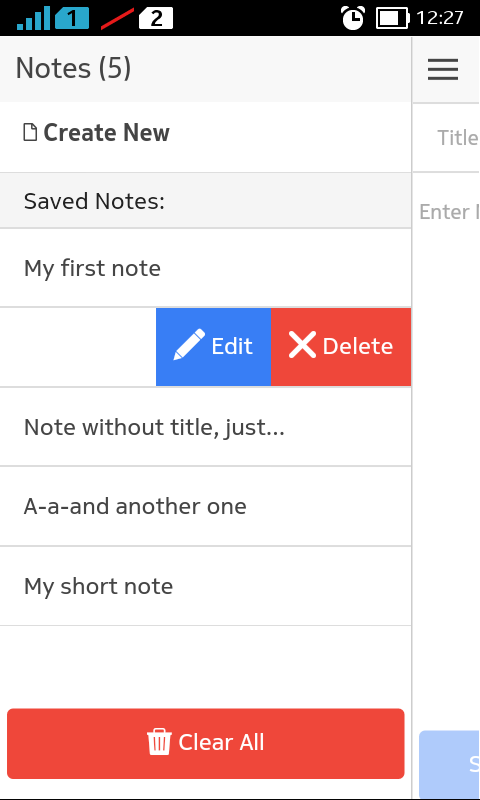 1 2 12:27
Notes (5)
Create New
Title
Saved Notes:
Enter
My first note
Edit Delete
Note without title, just...
A-a-and another one
My short note
Clear All
S